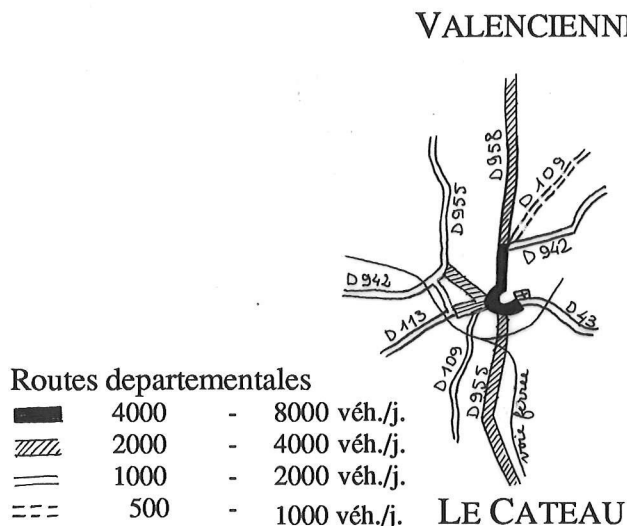 VALENCIENN
D958
D109
D955
D942
D942
D113
D43
D109
D955
voie ferrée
Routes departementales
4000 - 8000 véh./j.
2000 - 4000 véh./j.
1000 - 2000 véh./j.
500 - 1000 véh./j.
LE CATEAU